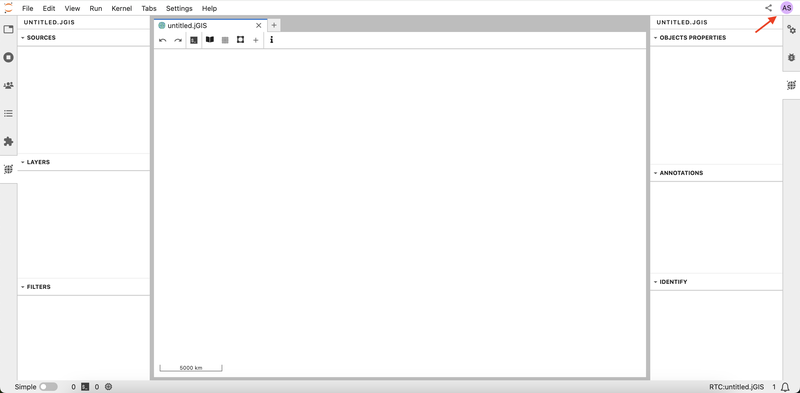 File Edit View Run Kernel Tabs Settings Help AS
UNTITLED.JGIS
SOURCES
LAYERS
FILTERS
untitled.jGIS
5000 km
UNTITLED.JGIS
OBJECTS PROPERTIES
ANNOTATIONS
IDENTIFY
Simple 0 0 RTC:untitled.jGIS 1